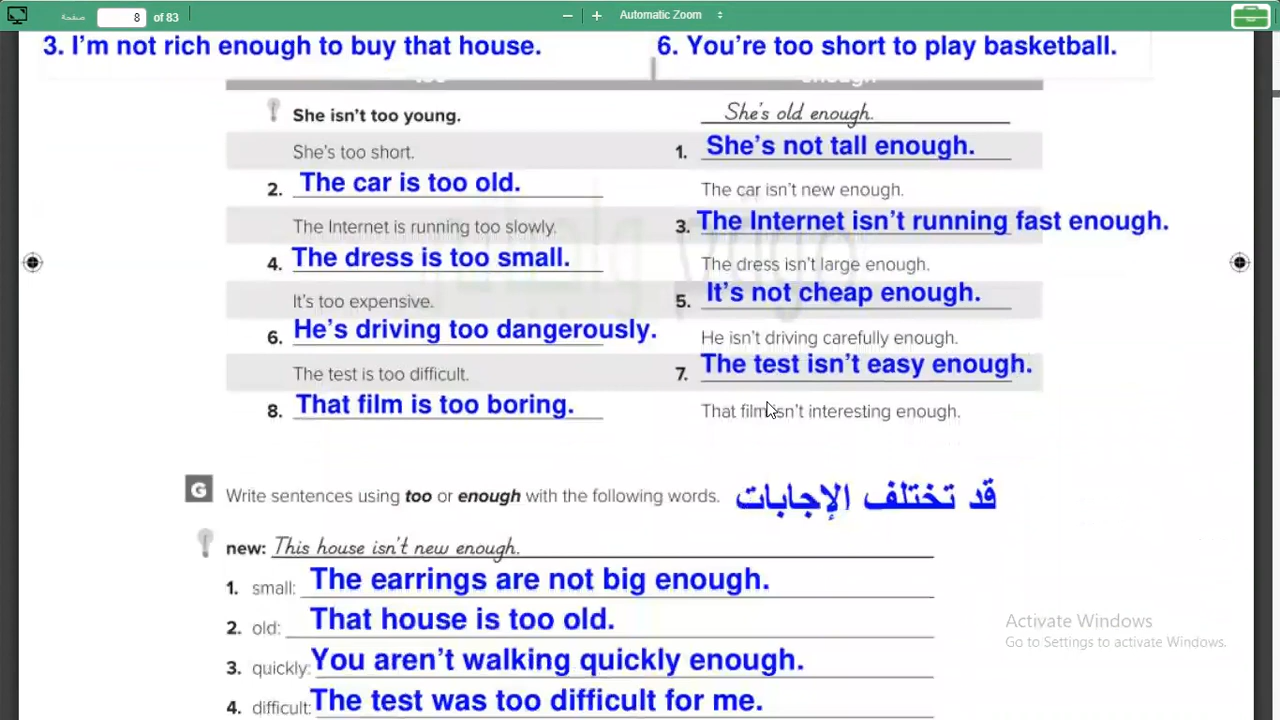 صفحة 8 of 83 Automatic Zoom
3. I'm not rich enough to buy that house. 6. You're too short to play basketball.
too enough
She isn't too young. She's old enough.
She's too short. 1. She's not tall enough.
2. The car is too old. The car isn't new enough.
The Internet is running too slowly. 3. The Internet isn't running fast enough.
4. The dress is too small. The dress isn't large enough.
It's too expensive. 5. It's not cheap enough.
6. He's driving too dangerously. He isn't driving carefully enough.
The test is too difficult. 7. The test isn't easy enough.
8. That film is too boring. That film isn't interesting enough.
G Write sentences using too or enough with the following words. قد تختلف الإجابات
new: This house isn't new enough.
1. small: The earrings are not big enough.
2. old: That house is too old.
3. quickly: You aren't walking quickly enough.
4. difficult: The test was too difficult for me.
Activate Windows
Go to Settings to activate Windows.